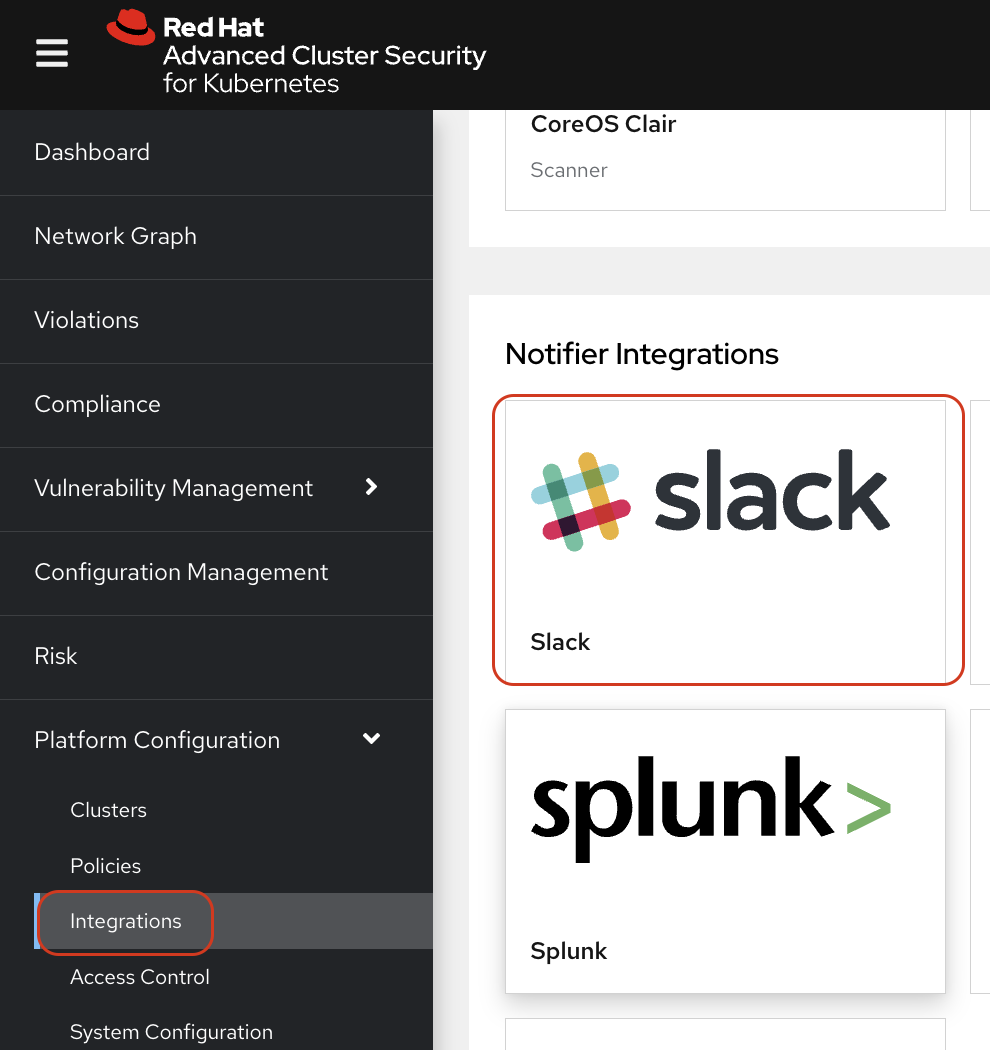 Red Hat
Advanced Cluster Security
for Kubernetes
Dashboard
Network Graph
Violations
Compliance
Vulnerability Management
Configuration Management
Risk
Platform Configuration
Clusters
Policies
Integrations
Access Control
System Configuration
CoreOS Clair
Scanner
Notifier Integrations
slack
Slack
splunk>
Splunk